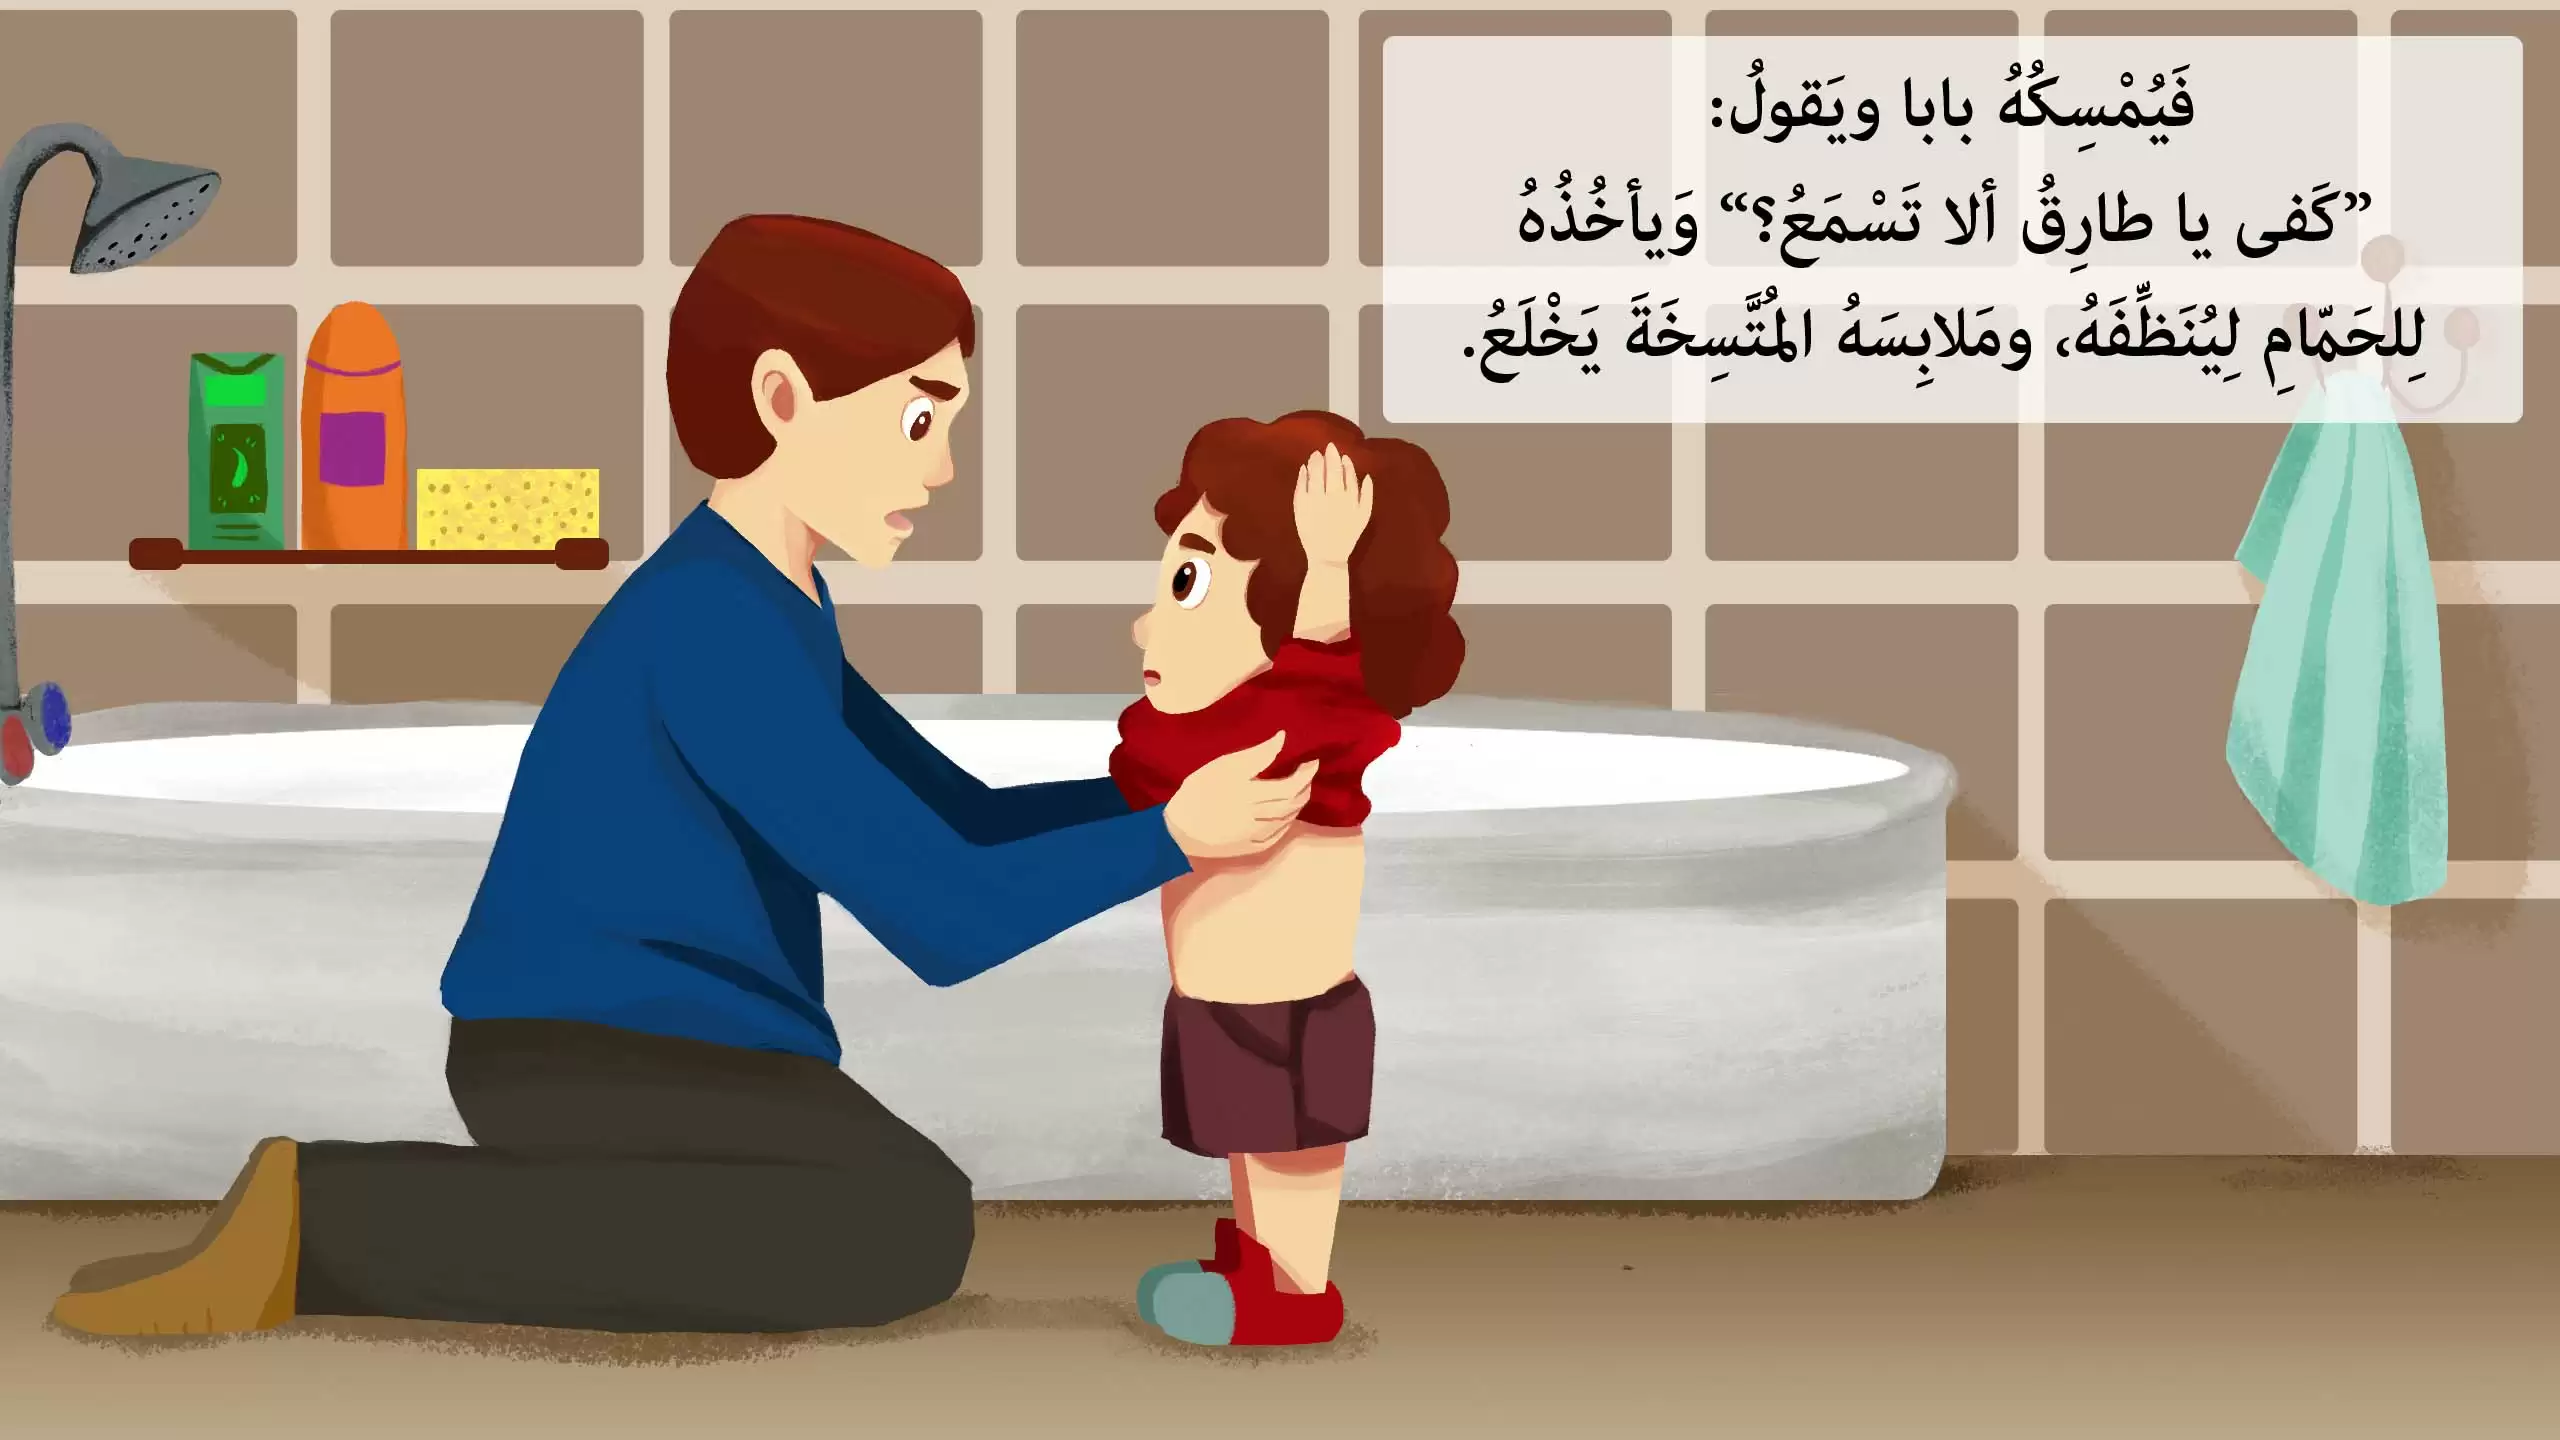 فَيُمْسِكُهُ بابا ويَقولُ:
”كَفى يا طارِقُ ألا تَسْمَعُ؟“ وَيأخُذُهُ
لِلحَمّامِ لِيُنَظِّفَهُ، ومَلابِسَهُ المُتَّسِخَةَ يَخْلَعُ.